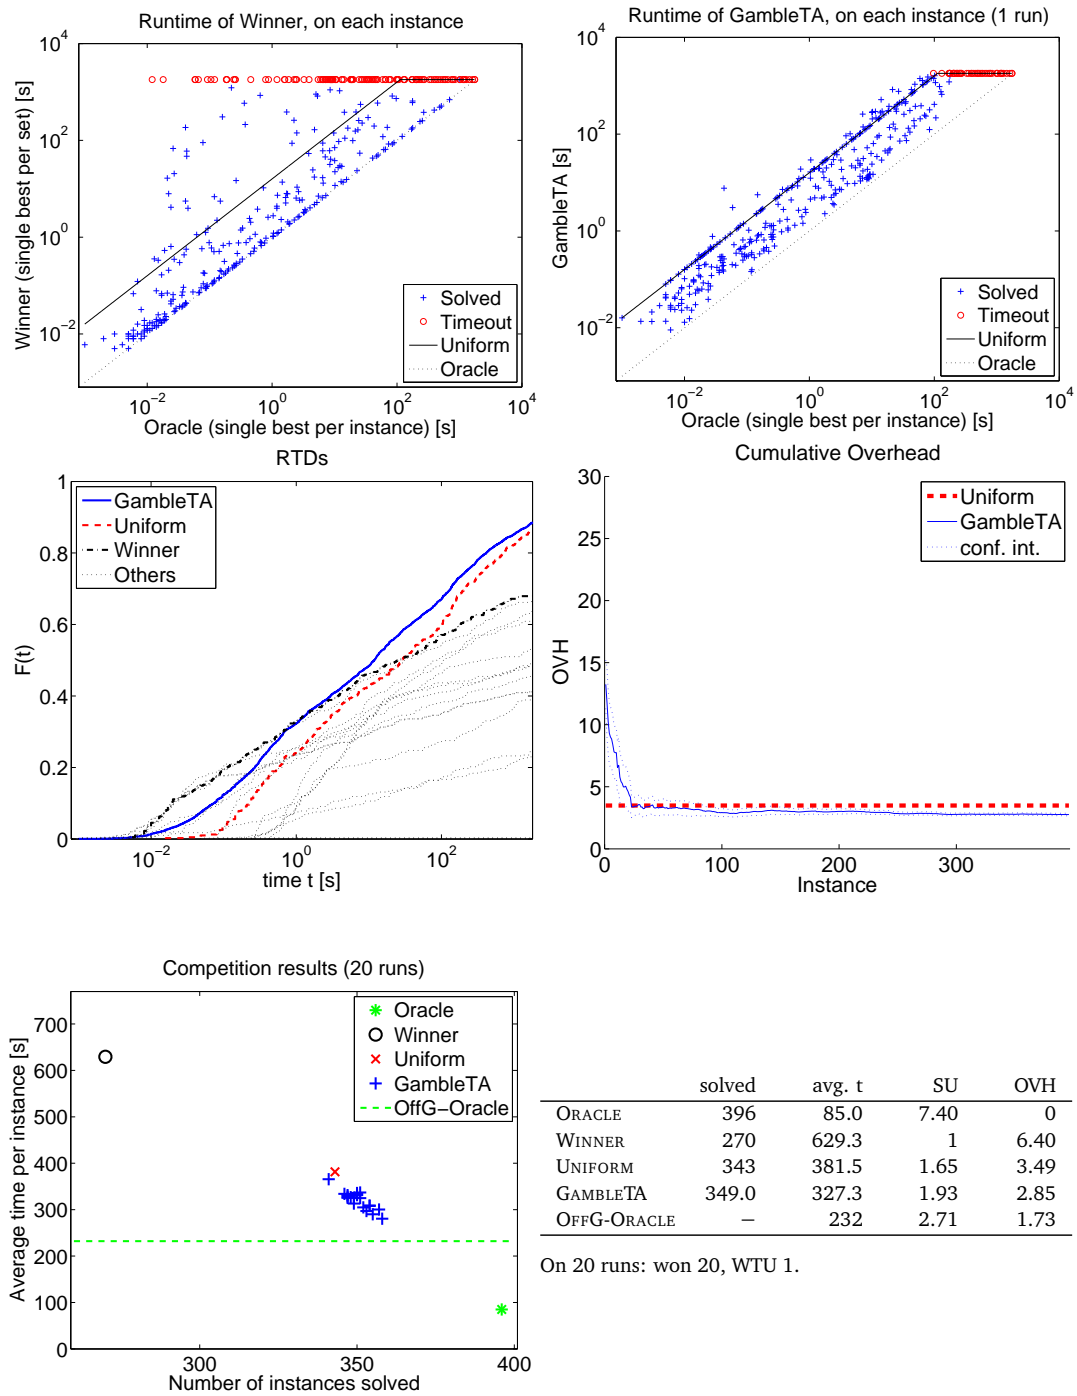 Runtime of Winner, on each instance
Winner (single best per set) [s]
10^4
10^2
10^0
10^−2
10^−2 10^0 10^2 10^4
Oracle (single best per instance) [s]
Solved
Timeout
Uniform
Oracle
Runtime of GambleTA, on each instance (1 run)
GambleTA [s]
10^4
10^2
10^0
10^−2
10^−2 10^0 10^2 10^4
Oracle (single best per instance) [s]
Solved
Timeout
Uniform
Oracle
RTDs
F(t)
1
0.8
0.6
0.4
0.2
0
10^−2 10^0 10^2
time t [s]
GambleTA
Uniform
Winner
Others
Cumulative Overhead
OVH
30
25
20
15
10
5
0
0 100 200 300
Instance
Uniform
GambleTA
conf. int.
Competition results (20 runs)
Average time per instance [s]
700
600
500
400
300
200
100
0
300 350 400
Number of instances solved
Oracle
Winner
Uniform
GambleTA
OffG−Oracle
solved avg. t SU OVH
ORACLE 396 85.0 7.40 0
WINNER 270 629.3 1 6.40
UNIFORM 343 381.5 1.65 3.49
GAMBLETA 349.0 327.3 1.93 2.85
OFFG-ORACLE – 232 2.71 1.73
On 20 runs: won 20, WTU 1.